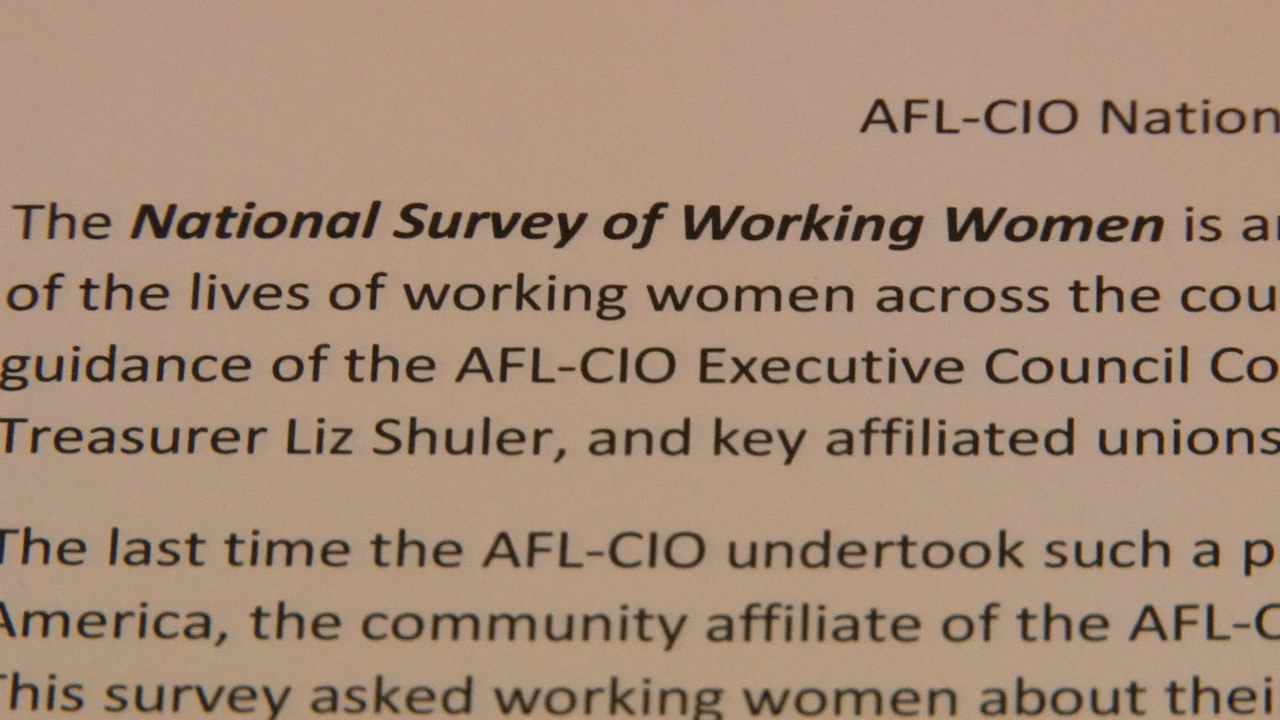 AFL-CIO Nation
The National Survey of Working Women is a
of the lives of working women across the cou
guidance of the AFL-CIO Executive Council Co
Treasurer Liz Shuler, and key affiliated unions
The last time the AFL-CIO undertook such a p
America, the community affiliate of the AFL-C
This survey asked working women about thei